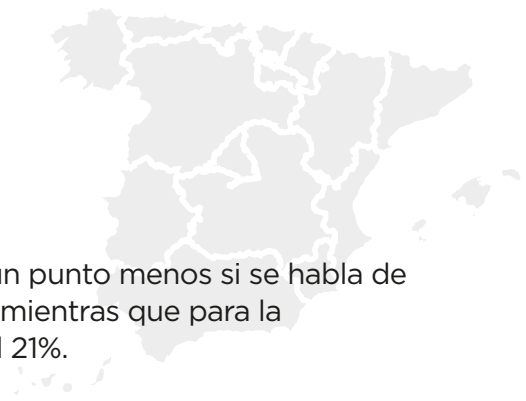 un punto menos si se habla de
mientras que para la
l 21%.